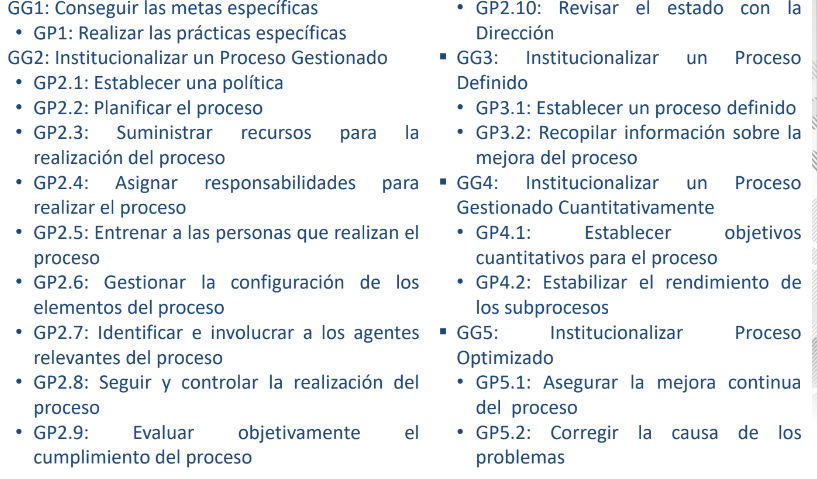 GG1: Conseguir las metas específicas
• GP1: Realizar las prácticas específicas
GG2: Institucionalizar un Proceso Gestionado
• GP2.1: Establecer una política
• GP2.2: Planificar el proceso
• GP2.3: Suministrar recursos para la
realización del proceso
• GP2.4: Asignar responsabilidades para
realizar el proceso
• GP2.5: Entrenar a las personas que realizan el
proceso
• GP2.6: Gestionar la configuración de los
elementos del proceso
• GP2.7: Identificar e involucrar a los agentes
relevantes del proceso
• GP2.8: Seguir y controlar la realización del
proceso
• GP2.9: Evaluar objetivamente el
cumplimiento del proceso
• GP2.10: Revisar el estado con la
Dirección
▪ GG3: Institucionalizar un Proceso
Definido
• GP3.1: Establecer un proceso definido
• GP3.2: Recopilar información sobre la
mejora del proceso
▪ GG4: Institucionalizar un Proceso
Gestionado Cuantitativamente
• GP4.1: Establecer objetivos
cuantitativos para el proceso
• GP4.2: Estabilizar el rendimiento de
los subprocesos
▪ GG5: Institucionalizar Proceso
Optimizado
• GP5.1: Asegurar la mejora continua
del proceso
• GP5.2: Corregir la causa de los
problemas